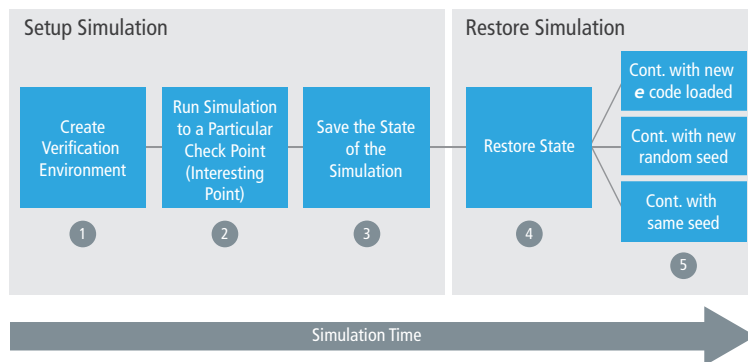 Setup Simulation
Restore Simulation
Create
Verification
Environment
Run Simulation
to a Particular
Check Point
(Interesting
Point)
Save the State
of the
Simulation
Restore State
Cont. with new
e code loaded
Cont. with new
random seed
Cont. with
same seed
1
2
3
4
5
Simulation Time